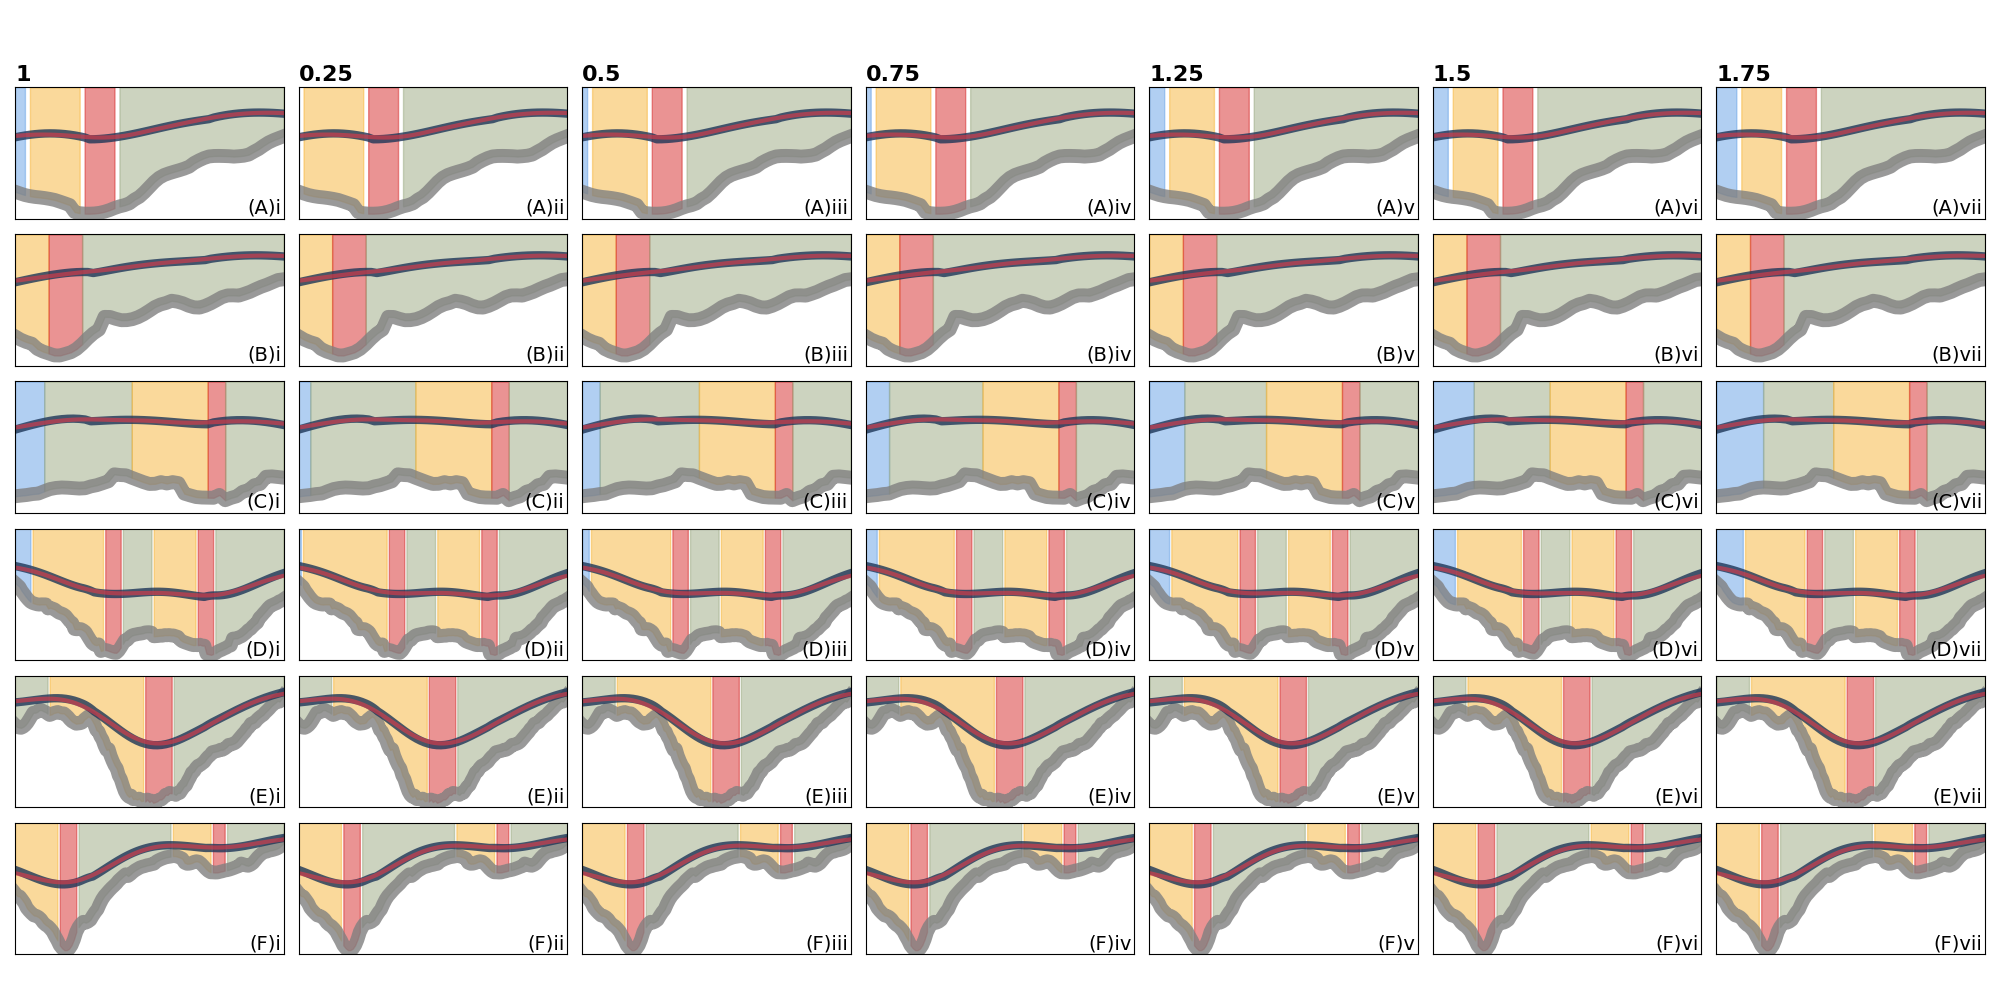 1 0.25 0.5 0.75 1.25 1.5 1.75
(A)i (A)ii (A)iii (A)iv (A)v (A)vi (A)vii
(B)i (B)ii (B)iii (B)iv (B)v (B)vi (B)vii
(C)i (C)ii (C)iii (C)iv (C)v (C)vi (C)vii
(D)i (D)ii (D)iii (D)iv (D)v (D)vi (D)vii
(E)i (E)ii (E)iii (E)iv (E)v (E)vi (E)vii
(F)i (F)ii (F)iii (F)iv (F)v (F)vi (F)vii